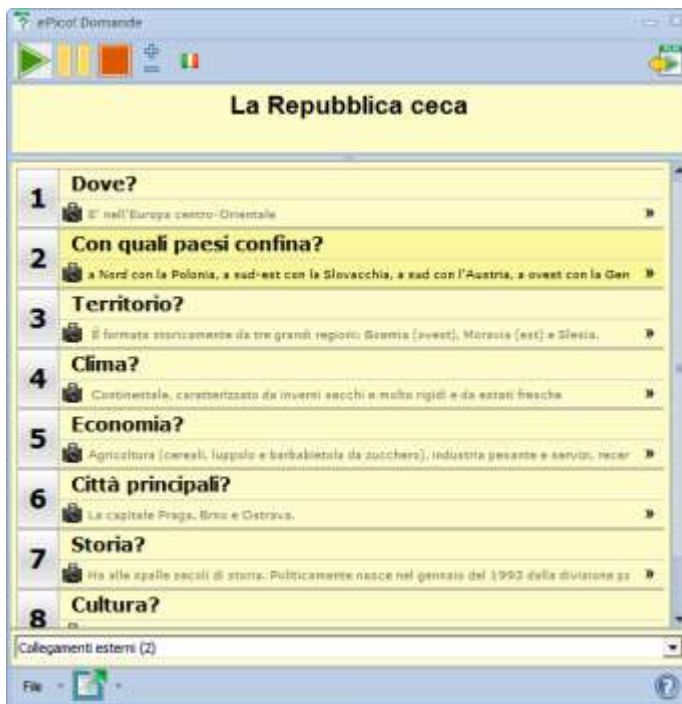 ePico! Domande
La Repubblica ceca
1
Dove?
E' nell'Europa centro-Orientale
2
Con quali paesi confina?
a Nord con la Polonia, a sud-est con la Slovacchia, a sud con l'Austria, a ovest con la Gen
3
Territorio?
È formata storicamente da tre grandi regioni: Boemia (ovest), Moravia (est) e Slesia.
4
Clima?
Continentale, caratterizzato da inverni secchi e molto rigidi e da estati fresche
5
Economia?
Agricoltura (cereali, luppolo e barbabietola da zucchero), industria pesante e servizi, recer
6
Città principali?
La capitale Praga, Brno e Ostrava.
7
Storia?
Ha alle spalle secoli di storia. Politicamente nasce nel gennaio del 1993 dalla divisione pa
8
Cultura?
Collegamenti esterni (2)
File